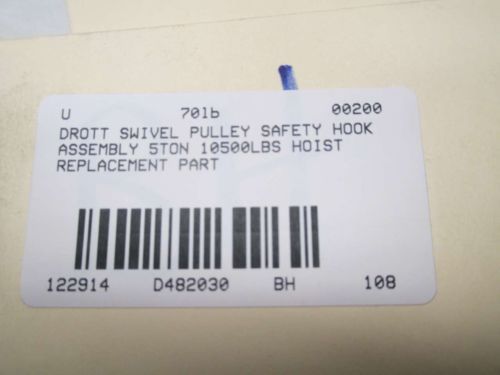 U 701b 00200
DROTT SWIVEL PULLEY SAFETY HOOK
ASSEMBLY 5TON 10500LBS HOIST
REPLACEMENT PART
122914 D482030 BH 108